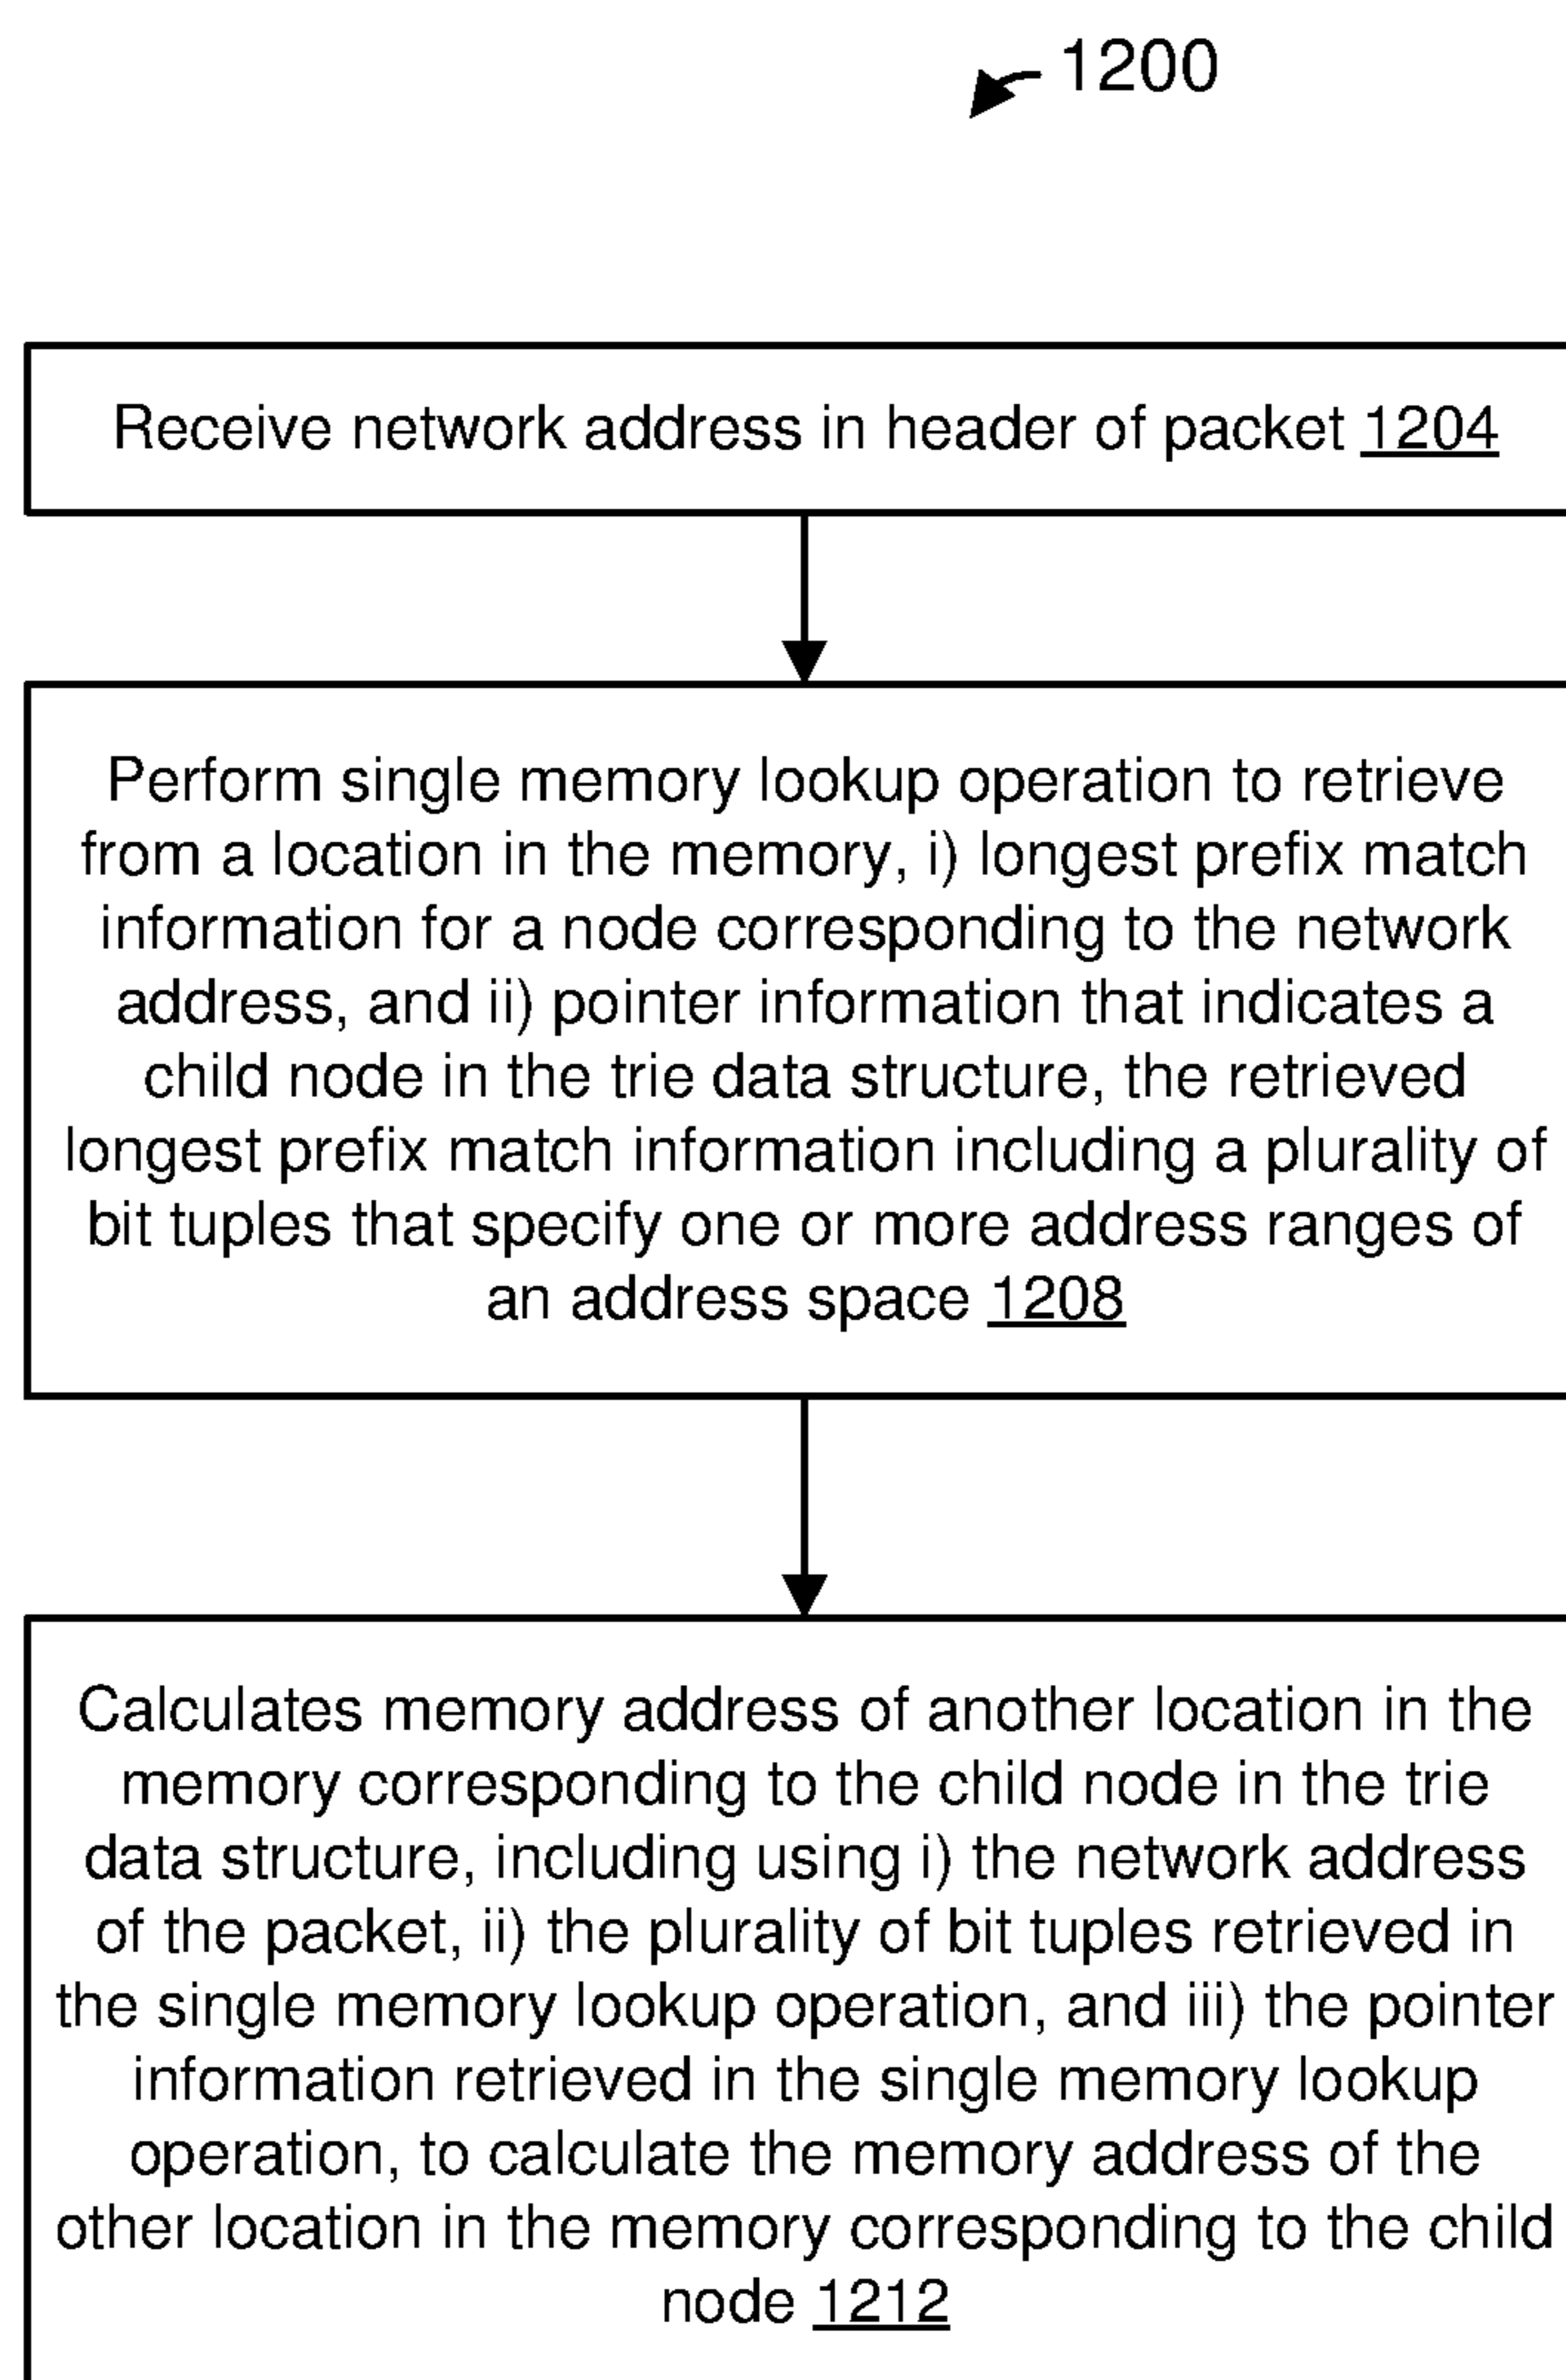 1200
Receive network address in header of packet 1204
Perform single memory lookup operation to retrieve
from a location in the memory, i) longest prefix match
information for a node corresponding to the network
address, and ii) pointer information that indicates a
child node in the trie data structure, the retrieved
longest prefix match information including a plurality of
bit tuples that specify one or more address ranges of
an address space 1208
Calculates memory address of another location in the
memory corresponding to the child node in the trie
data structure, including using i) the network address
of the packet, ii) the plurality of bit tuples retrieved in
the single memory lookup operation, and iii) the pointer
information retrieved in the single memory lookup
operation, to calculate the memory address of the
other location in the memory corresponding to the child
node 1212